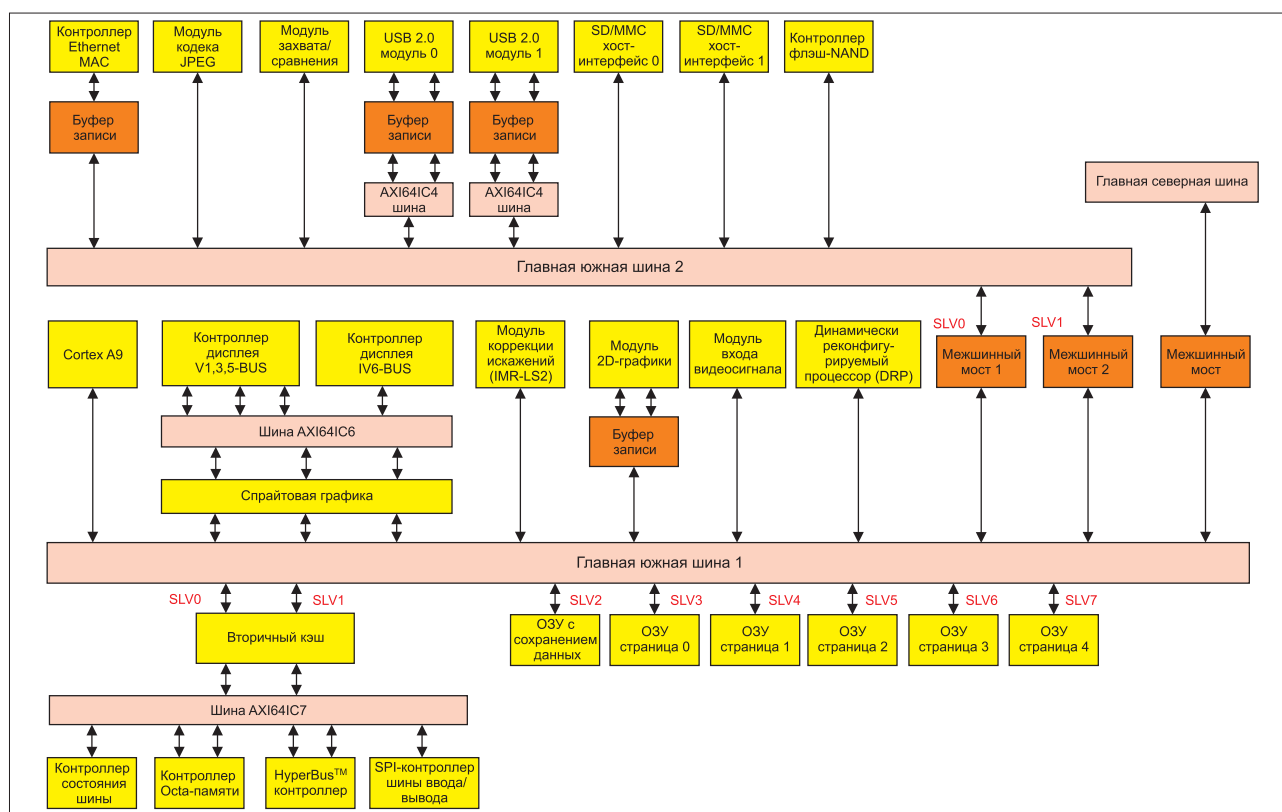 Контроллер
Ethernet
MAC
Модуль
кодека
JPEG
Модуль
захвата/
сравнения
USB 2.0
модуль 0
USB 2.0
модуль 1
SD/MMC
хост-
интерфейс 0
SD/MMC
хост-
интерфейс 1
Контроллер
флэш-NAND
Буфер
записи
Буфер
записи
Буфер
записи
AXI64IC4
шина
AXI64IC4
шина
Главная северная шина
Главная южная шина 2
SLV0
SLV1
Cortex A9
Контроллер
дисплея
V1,3,5-BUS
Контроллер
дисплея
IV6-BUS
Модуль
коррекции
искажений
(IMR-LS2)
Модуль
2D-графики
Модуль
входа
видеосигнала
Динамически
реконфигу-
рируемый
процессор (DRP)
Межшинный
мост 1
Межшинный
мост 2
Межшинный
мост
Шина AXI64IC6
Буфер
записи
Спрайтовая графика
Главная южная шина 1
SLV0
SLV1
SLV2
SLV3
SLV4
SLV5
SLV6
SLV7
Вторичный кэш
ОЗУ с
сохранением
данных
ОЗУ
страница 0
ОЗУ
страница 1
ОЗУ
страница 2
ОЗУ
страница 3
ОЗУ
страница 4
Шина AXI64IC7
Контроллер
состояния
шины
Контроллер
Octa-памяти
HyperBus™
контроллер
SPI-контроллер
шины ввода/
вывода